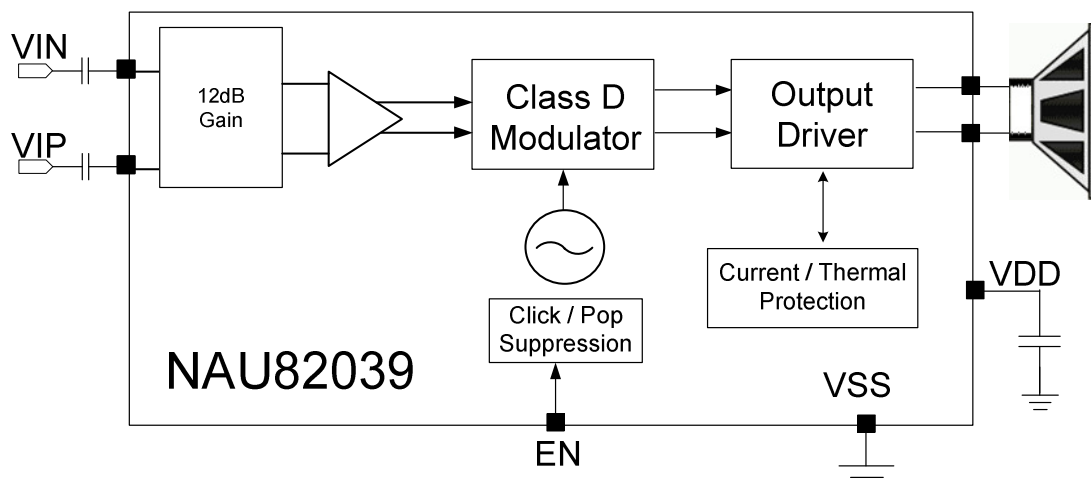 VIN
12dB
Gain
VIP
Class D
Modulator
Output
Driver
Current / Thermal
Protection
VDD
Click / Pop
Suppression
NAU82039
VSS
EN